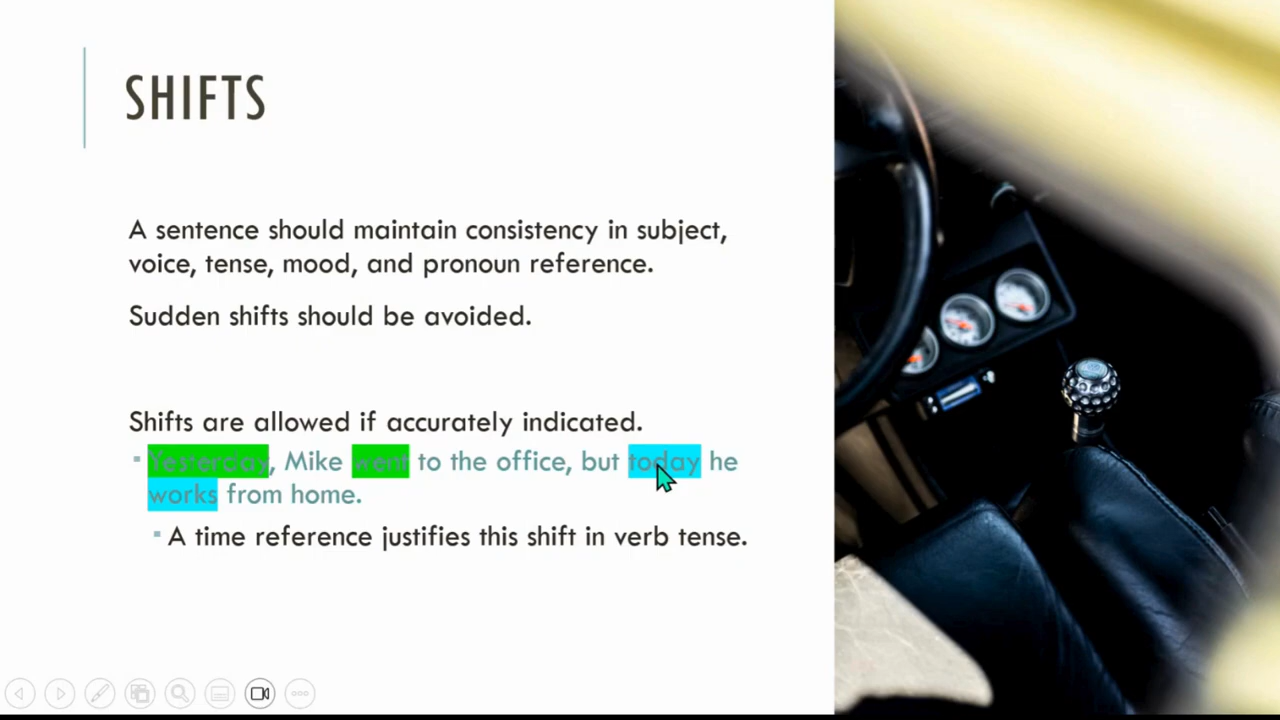 SHIFTS
A sentence should maintain consistency in subject,
voice, tense, mood, and pronoun reference.
Sudden shifts should be avoided.
Shifts are allowed if accurately indicated.
Yesterday, Mike went to the office, but today he
works from home.
A time reference justifies this shift in verb tense.